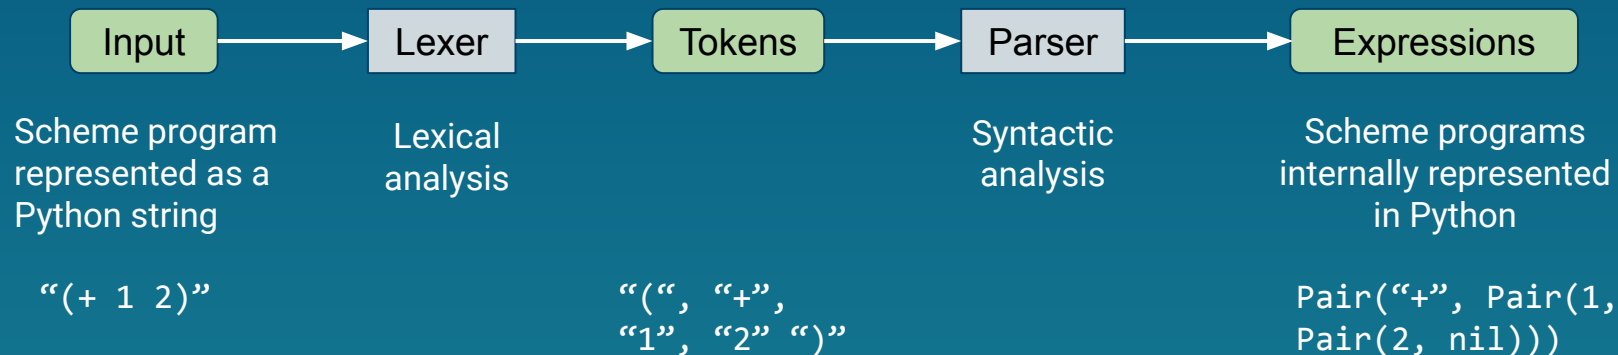 Input
Lexer
Tokens
Parser
Expressions
Scheme program
represented as a
Python string
Lexical
analysis
Syntactic
analysis
Scheme programs
internally represented
in Python
“(+ 1 2)”
“(“, “+”,
“1”, “2” “)”
Pair(“+”, Pair(1,
Pair(2, nil)))